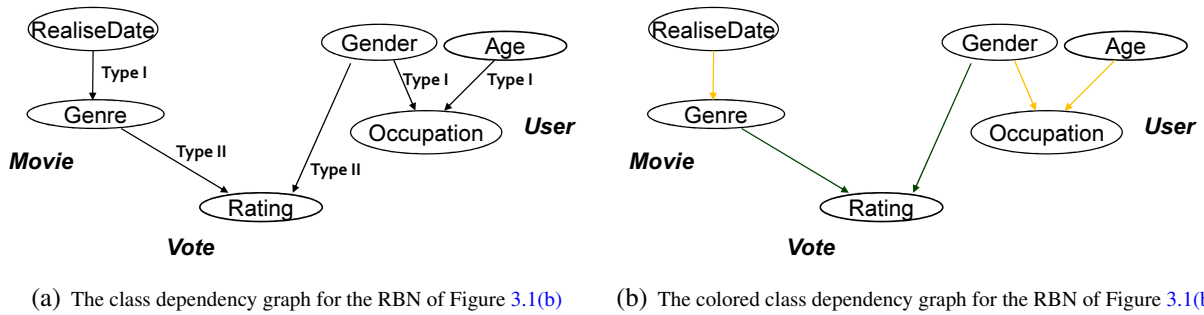 RealiseDate
Type I
Genre
Type II
Movie
Gender
Age
Type I
Type I
Occupation
User
Type II
Rating
Vote
RealiseDate
Genre
Movie
Gender
Age
Occupation
User
Rating
Vote
(a) The class dependency graph for the RBN of Figure 3.1(b)
(b) The colored class dependency graph for the RBN of Figure 3.1(b